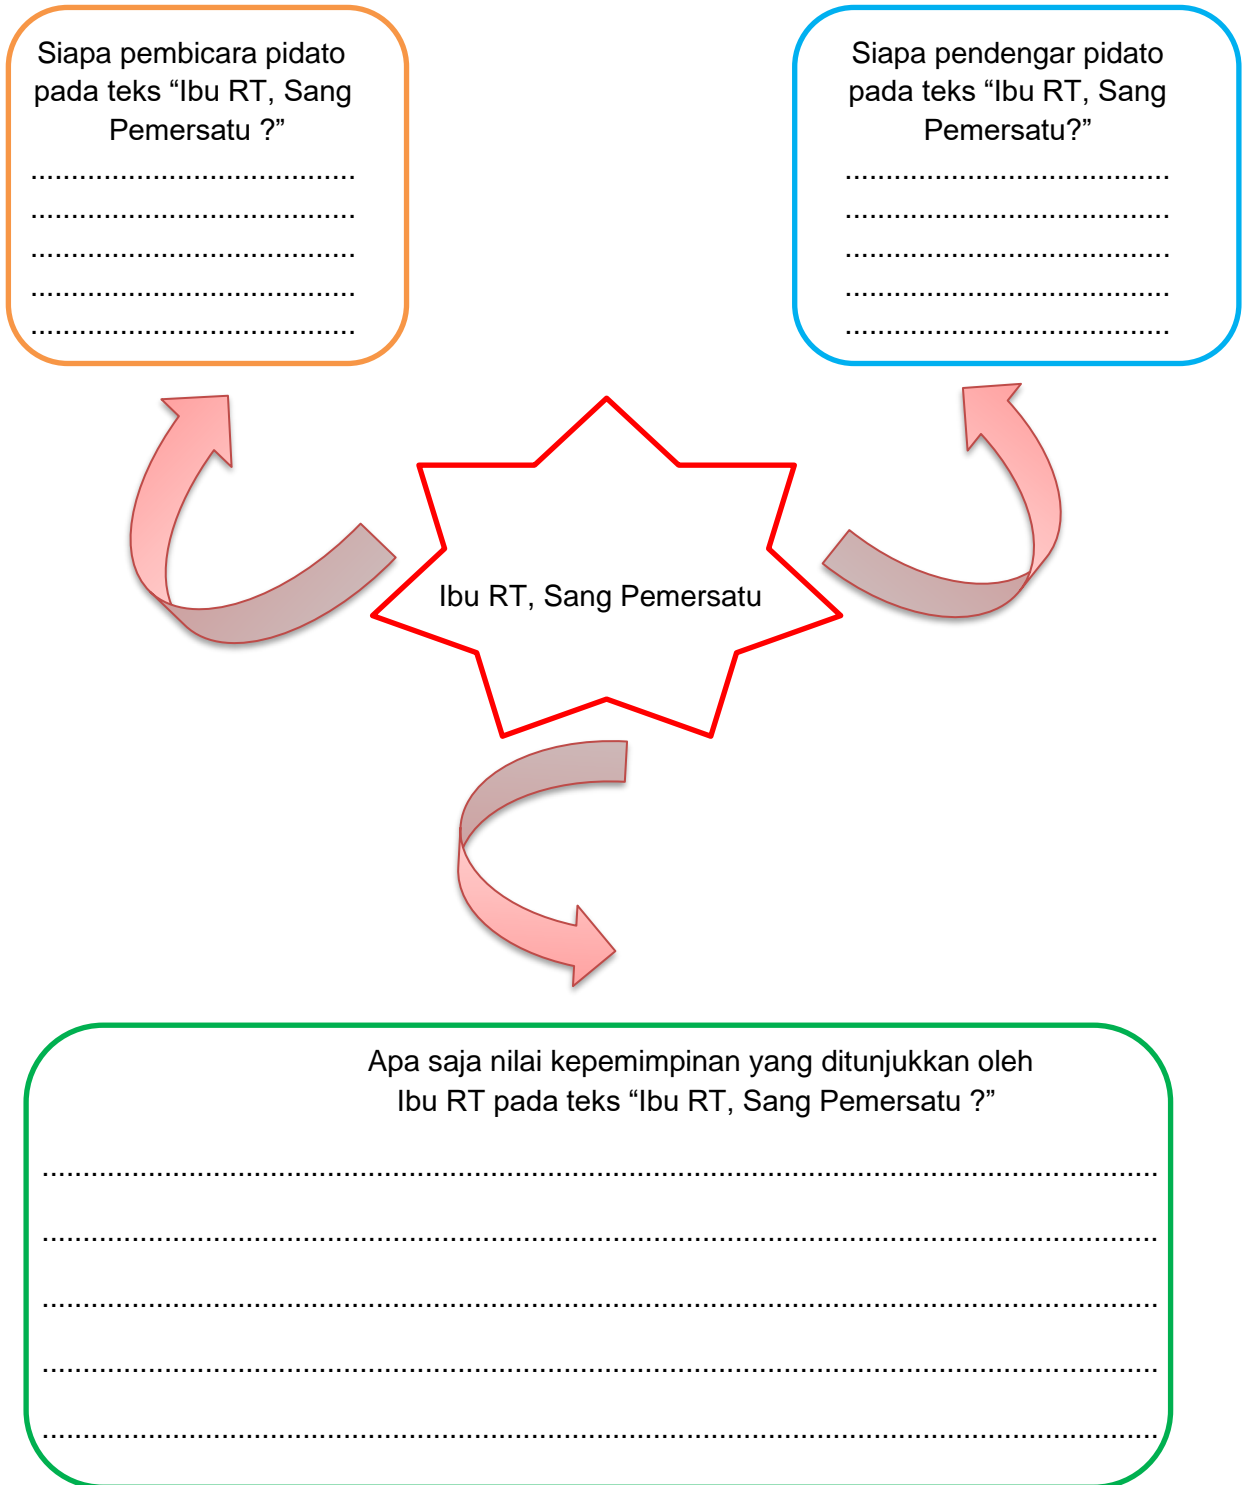 Siapa pembicara pidato
pada teks “Ibu RT, Sang
Pemersatu ?”
........................................
........................................
........................................
........................................
........................................
Siapa pendengar pidato
pada teks “Ibu RT, Sang
Pemersatu?”
........................................
........................................
........................................
........................................
........................................
Ibu RT, Sang Pemersatu
Apa saja nilai kepemimpinan yang ditunjukkan oleh
Ibu RT pada teks “Ibu RT, Sang Pemersatu ?”
.........................................................................................................................................
.........................................................................................................................................
.........................................................................................................................................
.........................................................................................................................................
.........................................................................................................................................